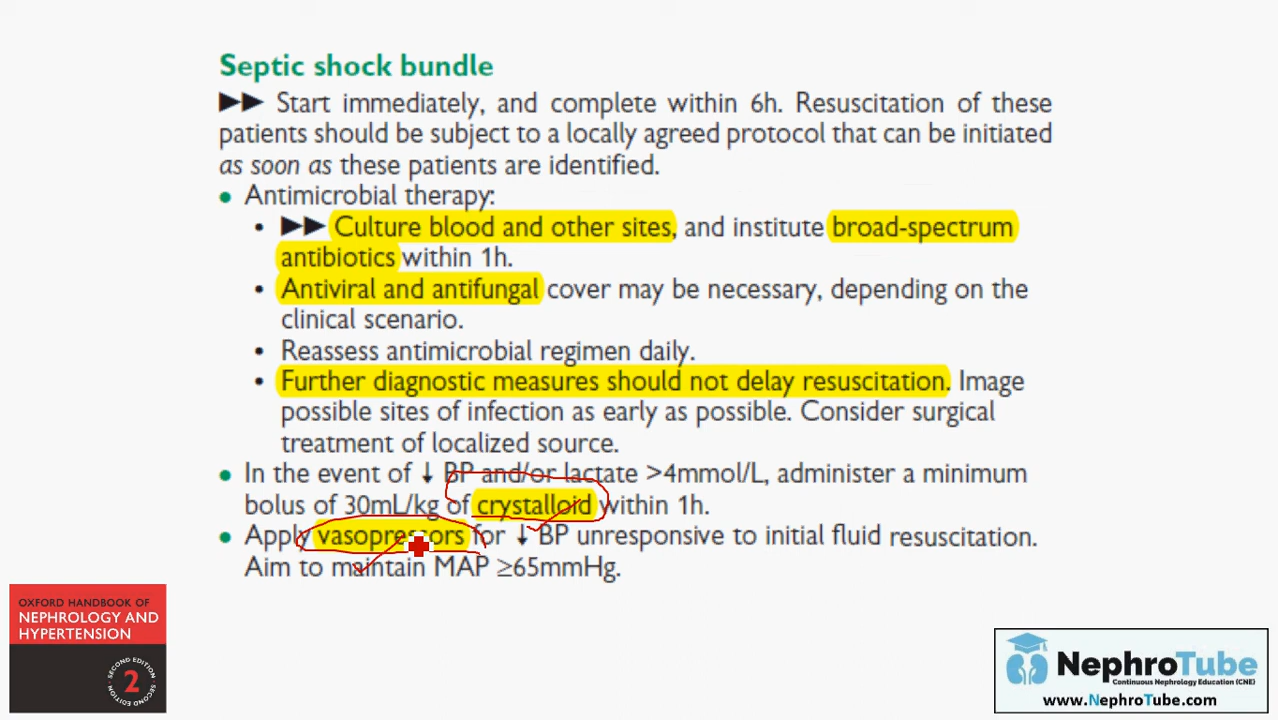 Septic shock bundle
►► Start immediately, and complete within 6h. Resuscitation of these
patients should be subject to a locally agreed protocol that can be initiated
as soon as these patients are identified.
• Antimicrobial therapy:
• ►► Culture blood and other sites, and institute broad-spectrum
antibiotics within 1h.
• Antiviral and antifungal cover may be necessary, depending on the
clinical scenario.
• Reassess antimicrobial regimen daily.
• Further diagnostic measures should not delay resuscitation. Image
possible sites of infection as early as possible. Consider surgical
treatment of localized source.
• In the event of ↓ BP and/or lactate >4mmol/L, administer a minimum
bolus of 30mL/kg of crystalloid within 1h.
• Apply vasopressors for ↓ BP unresponsive to initial fluid resuscitation.
Aim to maintain MAP ≥65mmHg.
OXFORD HANDBOOK OF
NEPHROLOGY AND
HYPERTENSION
SECOND EDITION
2
SECOND EDITION
NephroTube
Continuous Nephrology Education (CNE)
www.NephroTube.com